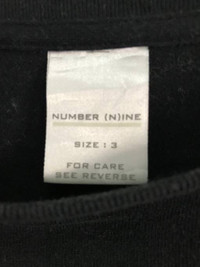 NUMBER (N)INE
SIZE : 3
FOR CARE
SEE REVERSE